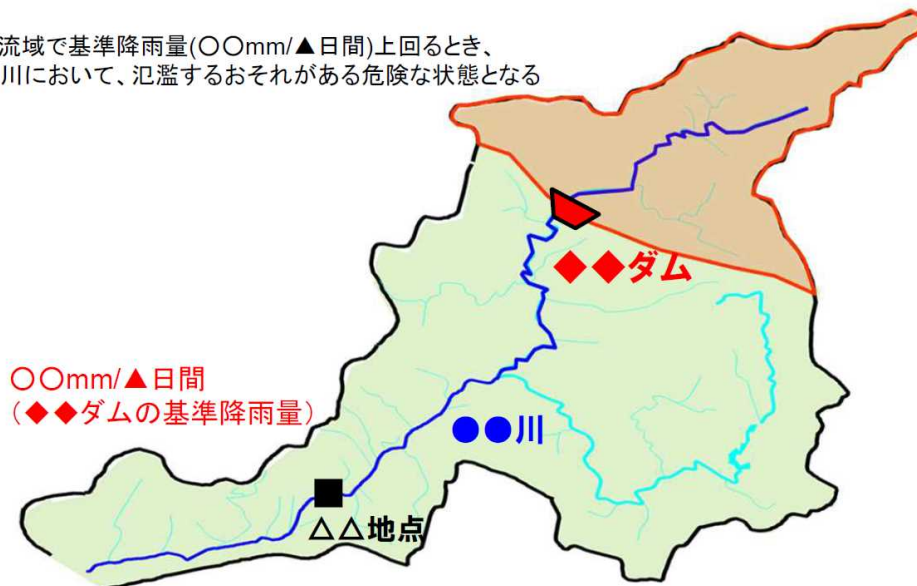 流域で基準降雨量(〇〇mm/▲日間)上回るとき、
川において、氾濫するおそれがある危険な状態となる
◆◆ダム
〇〇mm/▲日間
(◆◆ダムの基準降雨量)
●●川
△△地点